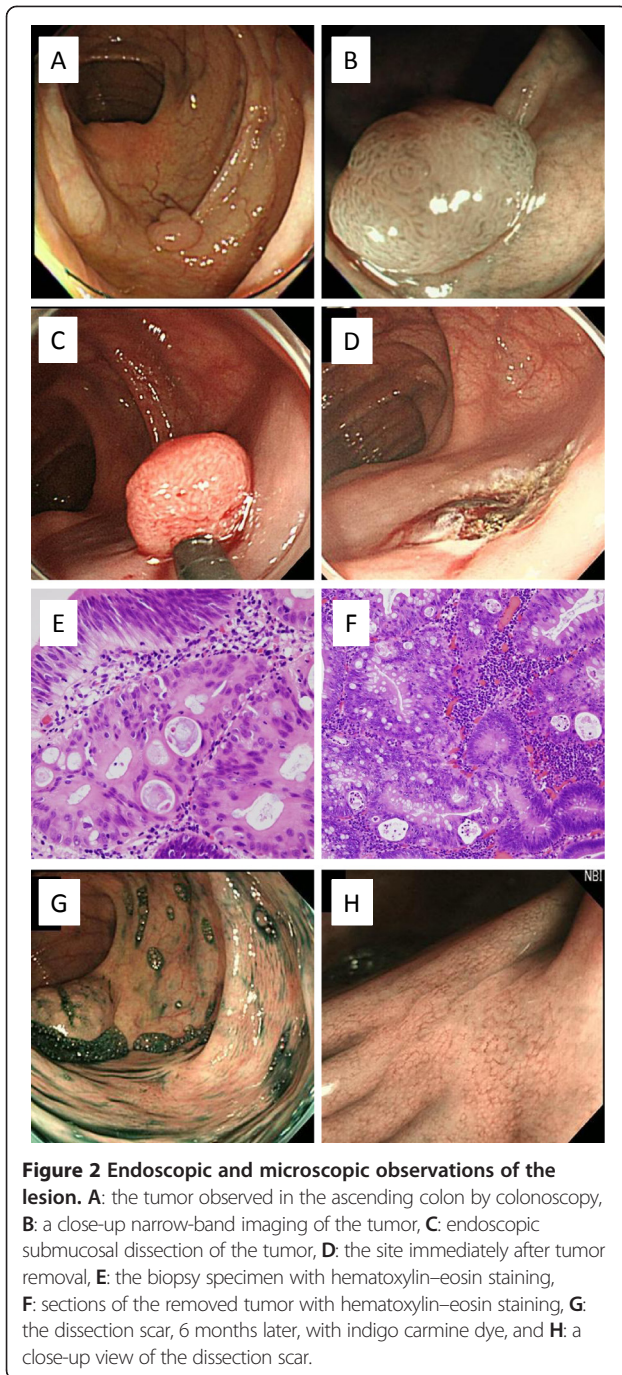 A
B
C
D
E
F
G
NBI
H
Figure 2 Endoscopic and microscopic observations of the
lesion. A: the tumor observed in the ascending colon by colonoscopy,
B: a close-up narrow-band imaging of the tumor, C: endoscopic
submucosal dissection of the tumor, D: the site immediately after tumor
removal, E: the biopsy specimen with hematoxylin–eosin staining,
F: sections of the removed tumor with hematoxylin–eosin staining, G:
the dissection scar, 6 months later, with indigo carmine dye, and H: a
close-up view of the dissection scar.